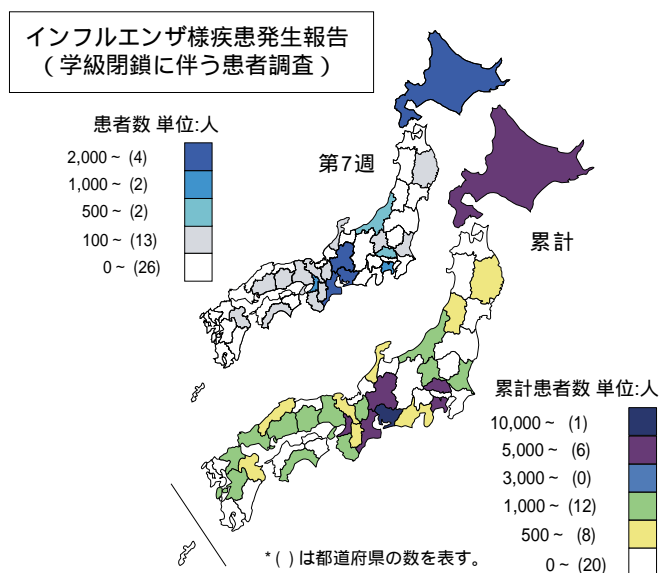 インフルエンザ様疾患発生報告
(学級閉鎖に伴う患者調査)
患者数 単位:人
2,000~ (4)
1,000~ (2)
500~ (2)
100~ (13)
0~ (26)
第7週
累計
累計患者数 単位:人
10,000~ (1)
5,000~ (6)
3,000~ (0)
1,000~ (12)
500~ (8)
0~ (20)
*( )は都道府県の数を表す。